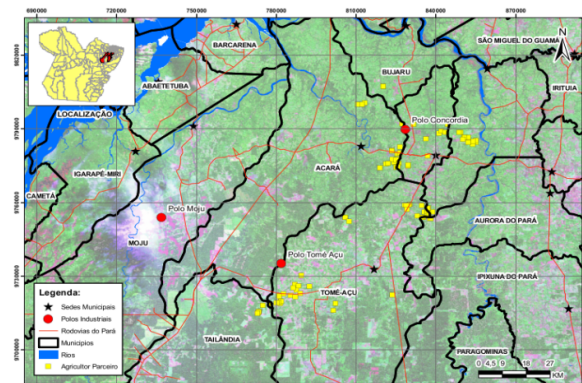 690000
720000
750000
780000
810000
840000
870000
9820000
9790000
9760000
9730000
9700000
LOCALIZAÇÃO
BARCARENA
SÃO MIGUEL DO GUAMÁ
N
BUJARU
ABAETETUBA
IRITUIA
Polo Concordia
IGARAPÉ-MIRI
ACARÁ
CAMETÁ
Polo Moju
AURORA DO PARÁ
MOJU
Polo Tomé Açu
IPIXUNA DO PARÁ
TOMÉ-AÇU
TAILÂNDIA
PARAGOMINAS
Legenda:
Sedes Municipais
Polos Industriais
Rodovias do Pará
Municípios
Rios
Agricultor Parceiro
0 4,5 9 18 27
KM